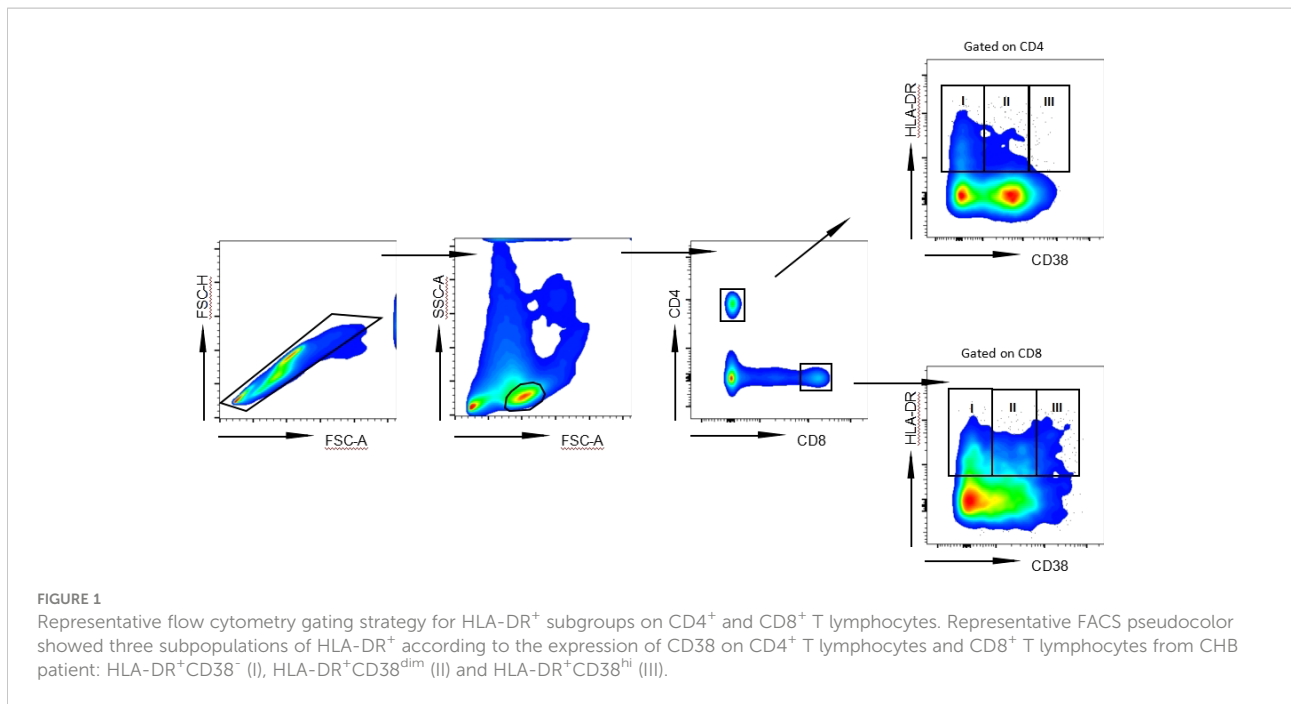 Gated on CD4
HLA-DR
I II III
CD38
FSC-H
FSC-A
SSC-A
FSC-A
CD4
CD8
Gated on CD8
HLA-DR
I II III
CD38
FIGURE 1
Representative flow cytometry gating strategy for HLA-DR⁺ subgroups on CD4⁺ and CD8⁺ T lymphocytes. Representative FACS pseudocolor
showed three subpopulations of HLA-DR⁺ according to the expression of CD38 on CD4⁺ T lymphocytes and CD8⁺ T lymphocytes from CHB
patient: HLA-DR⁺CD38⁻ (I), HLA-DR⁺CD38ᵈⁱᵐ (II) and HLA-DR⁺CD38ʰⁱ (III).